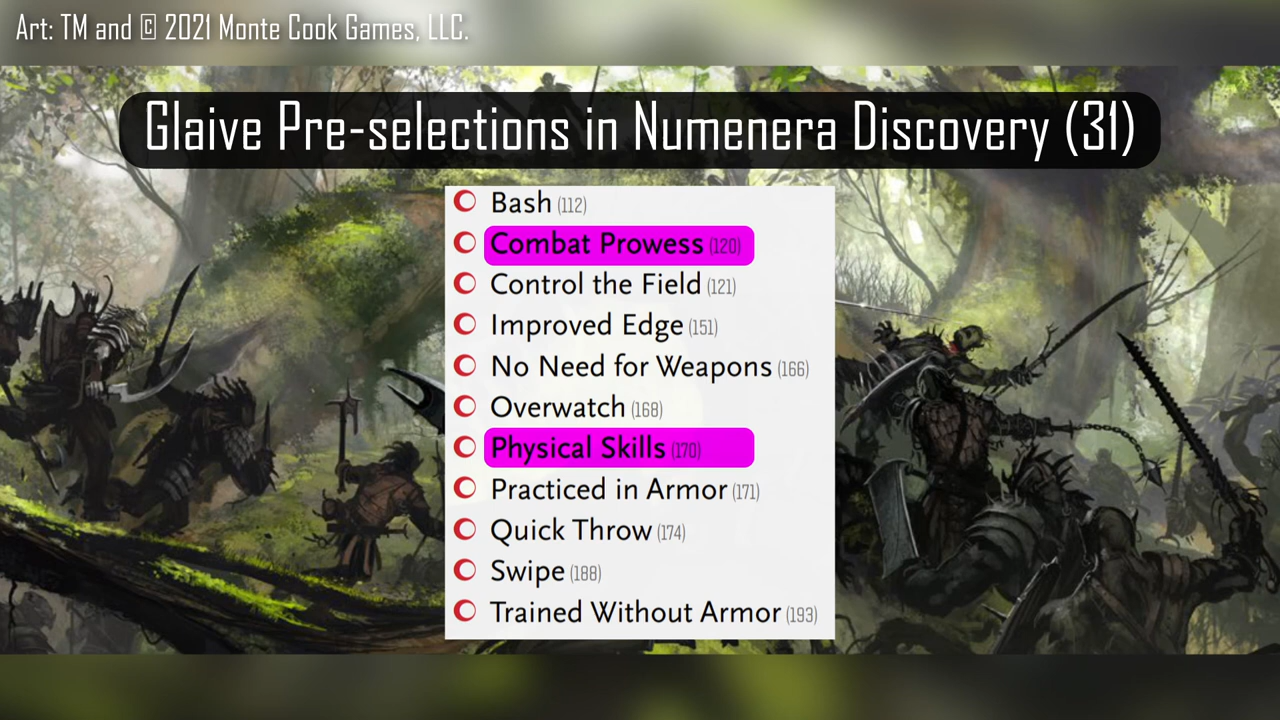 Art: TM and © 2021 Monte Cook Games, LLC.
Glaive Pre-selections in Numenera Discovery (31)
Bash (112)
Combat Prowess (120)
Control the Field (121)
Improved Edge (151)
No Need for Weapons (166)
Overwatch (168)
Physical Skills (170)
Practiced in Armor (171)
Quick Throw (174)
Swipe (188)
Trained Without Armor (193)